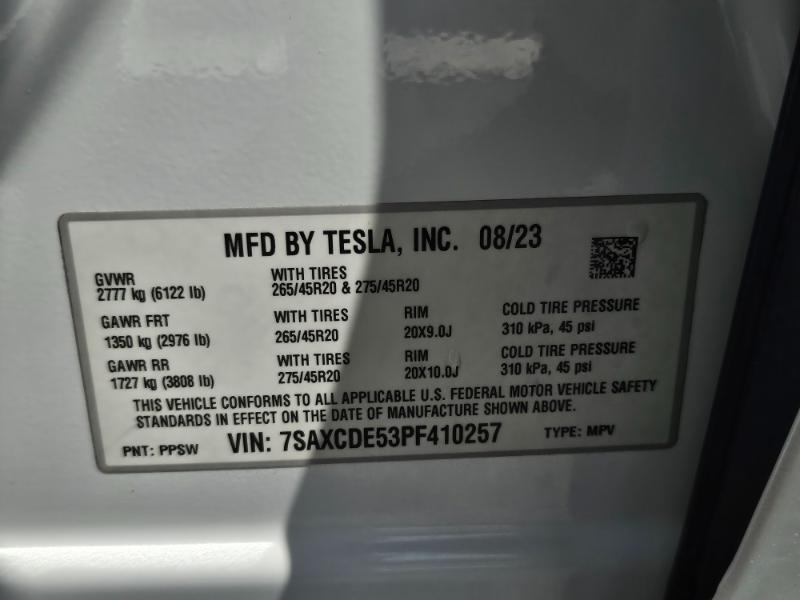 MFD BY TESLA, INC. 08/23
GVWR WITH TIRES
2777 kg (6122 lb) 265/45R20 & 275/45R20
GAWR FRT WITH TIRES RIM COLD TIRE PRESSURE
1350 kg (2976 lb) 265/45R20 20X9.0J 310 kPa, 45 psi
GAWR RR WITH TIRES RIM COLD TIRE PRESSURE
1727 kg (3808 lb) 275/45R20 20X10.0J 310 kPa, 45 psi
THIS VEHICLE CONFORMS TO ALL APPLICABLE U.S. FEDERAL MOTOR VEHICLE SAFETY
STANDARDS IN EFFECT ON THE DATE OF MANUFACTURE SHOWN ABOVE.
PNT: PPSW VIN: 7SAXCDE53PF410257 TYPE: MPV